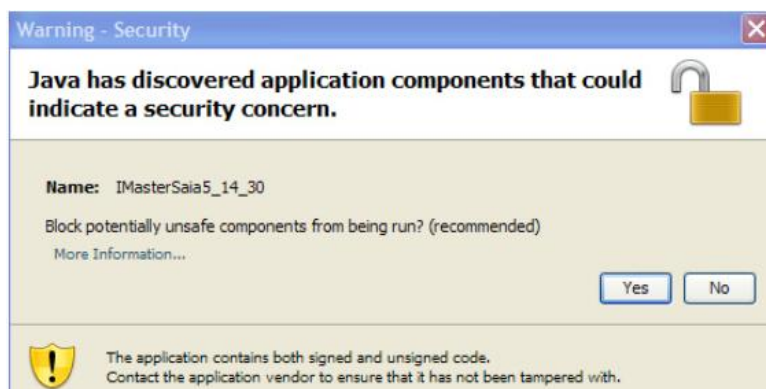 Warning - Security
Java has discovered application components that could
indicate a security concern.
Name: IMasterSaia5_14_30
Block potentially unsafe components from being run? (recommended)
More Information...
Yes No
The application contains both signed and unsigned code.
Contact the application vendor to ensure that it has not been tampered with.